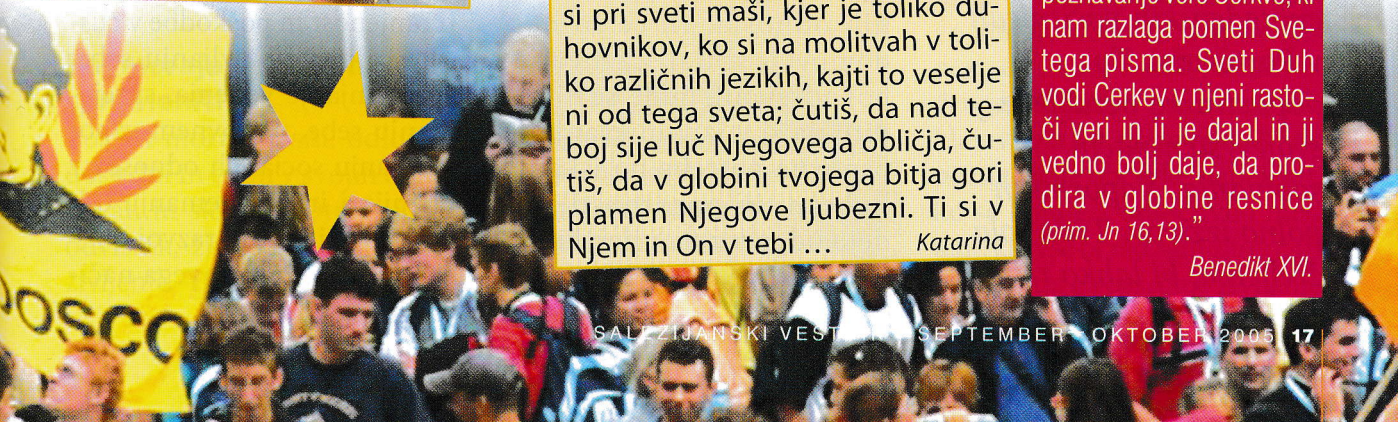 si pri sveti maši, kjer je toliko du-
hovnikov, ko si na molitvah v toli-
ko različnih jezikih, kajti to veselje
ni od tega sveta; čutiš, da nad te-
boj sije luč Njegovega obličja, ču-
tiš, da v globini tvojega bitja gori
plamen Njegove ljubezni. Ti si v
Njem in On v tebi ... Katarina
nam razlaga pomen Sve-
tega pisma. Sveti Duh
vodi Cerkev v njeni rasto-
či veri in ji je dajal in ji
vedno bolj daje, da pro-
dira v globine resnice
(prim. Jn 16,13)."
Benedikt XVI.
OSCO
SALEZIJANSKI SEPTEMBER OKTOBER 2005 17